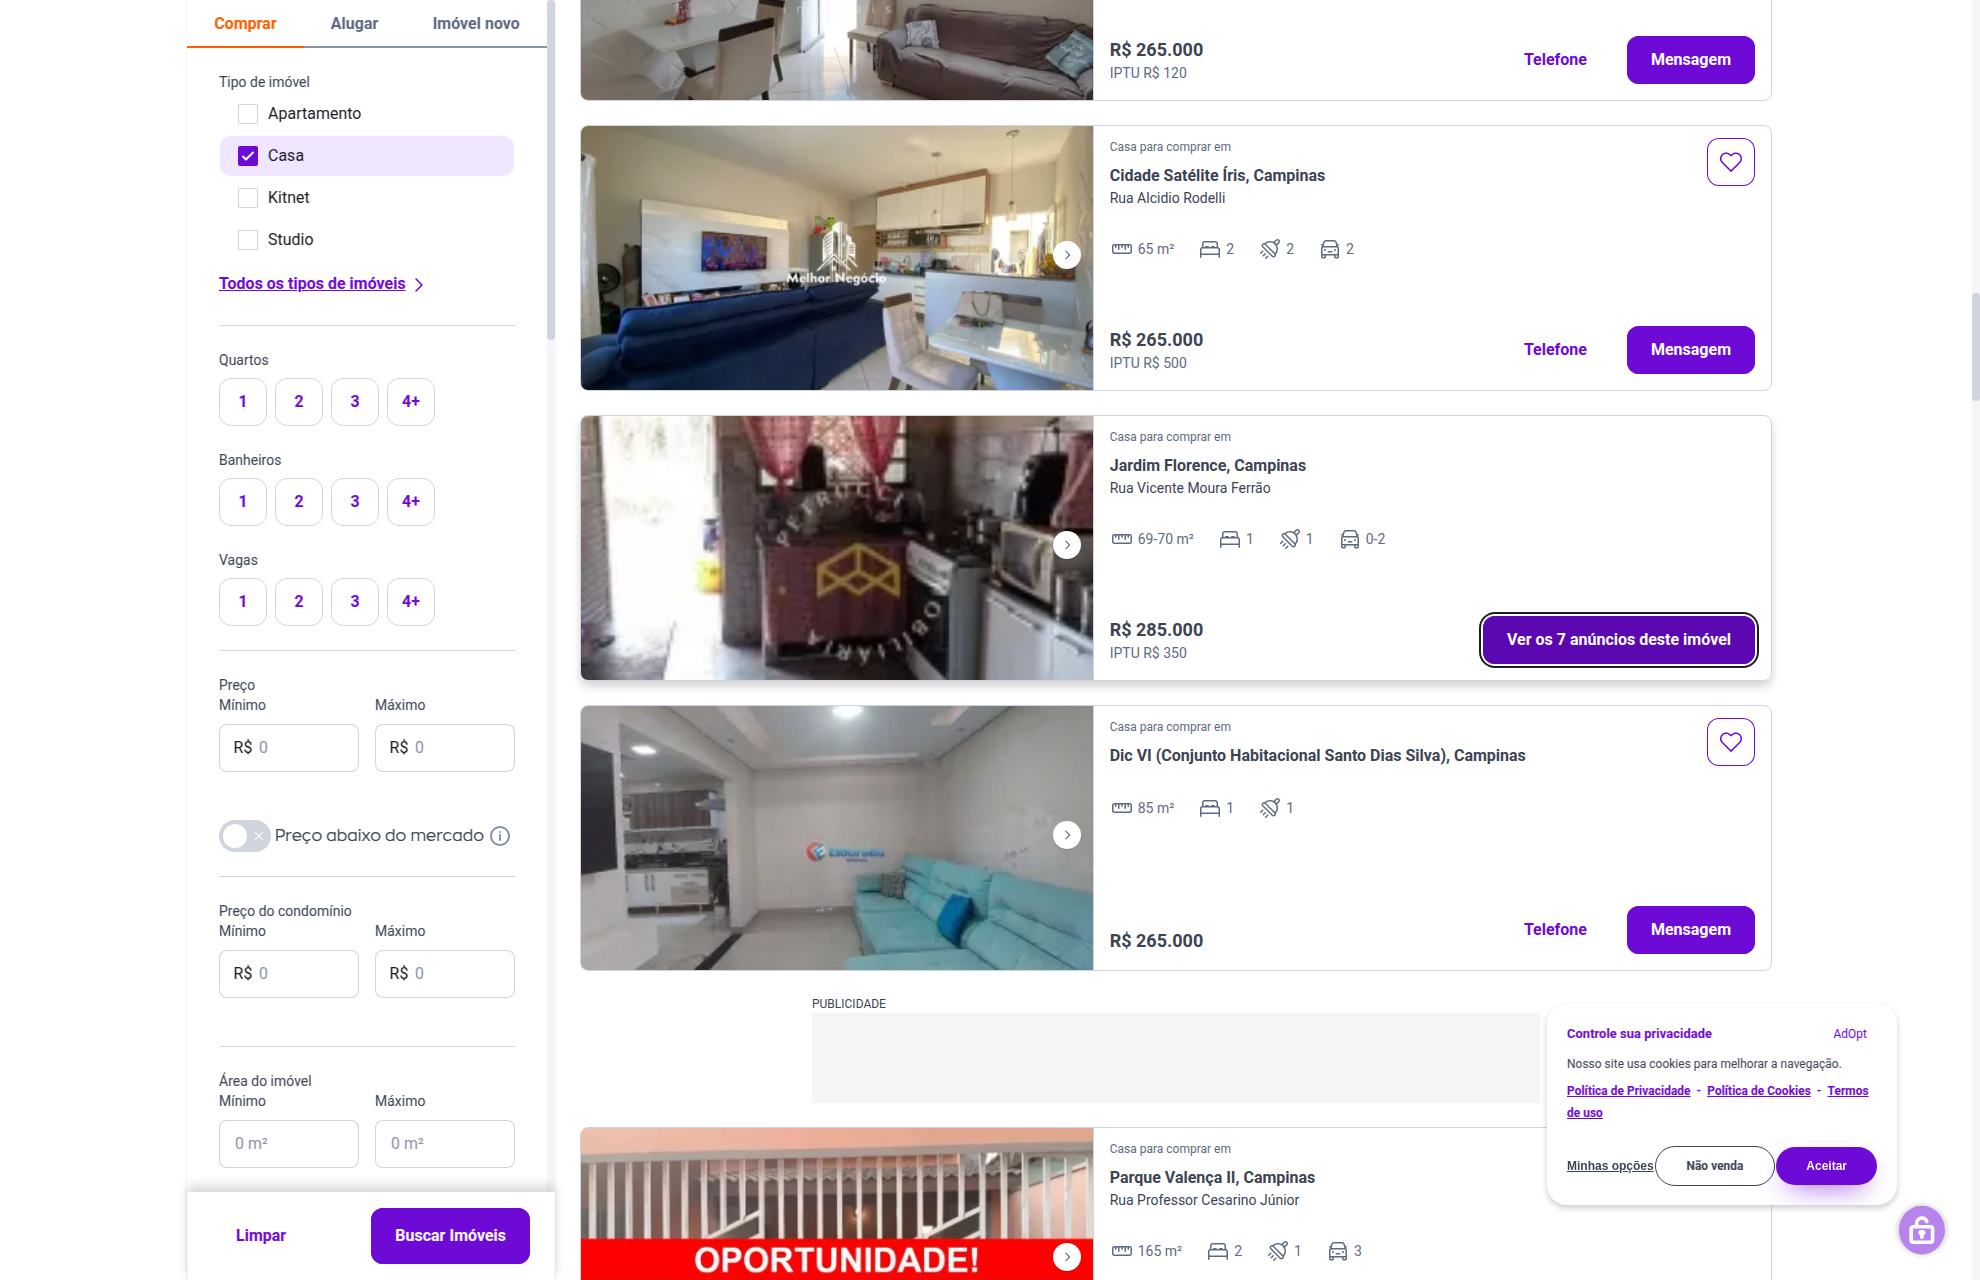 Comprar
Alugar
Imóvel novo
Tipo de imóvel
Apartamento
Casa
Kitnet
Studio
Todos os tipos de imóveis
Quartos
1
2
3
4+
Banheiros
1
2
3
4+
Vagas
1
2
3
4+
Preço
Mínimo
Máximo
R$ 0
R$ 0
Preço abaixo do mercado
Preço do condomínio
Mínimo
Máximo
R$ 0
R$ 0
Área do imóvel
Mínimo
Máximo
0 m²
0 m²
Limpar
Buscar Imóveis
R$ 265.000
IPTU R$ 120
Telefone
Mensagem
Melhor Negócio
Casa para comprar em
Cidade Satélite Íris, Campinas
Rua Alcidio Rodelli
65 m²
2
2
2
R$ 265.000
IPTU R$ 500
Telefone
Mensagem
Casa para comprar em
Jardim Florence, Campinas
Rua Vicente Moura Ferrão
69-70 m²
1
1
0-2
R$ 285.000
IPTU R$ 350
Ver os 7 anúncios deste imóvel
Casa para comprar em
Dic VI (Conjunto Habitacional Santo Dias Silva), Campinas
85 m²
1
1
R$ 265.000
Telefone
Mensagem
PUBLICIDADE
OPORTUNIDADE!
Casa para comprar em
Parque Valença II, Campinas
Rua Professor Cesarino Júnior
165 m²
2
1
3
Controle sua privacidade
AdOpt
Nosso site usa cookies para melhorar a navegação.
Política de Privacidade - Política de Cookies - Termos
de uso
Minhas opções
Não venda
Aceitar